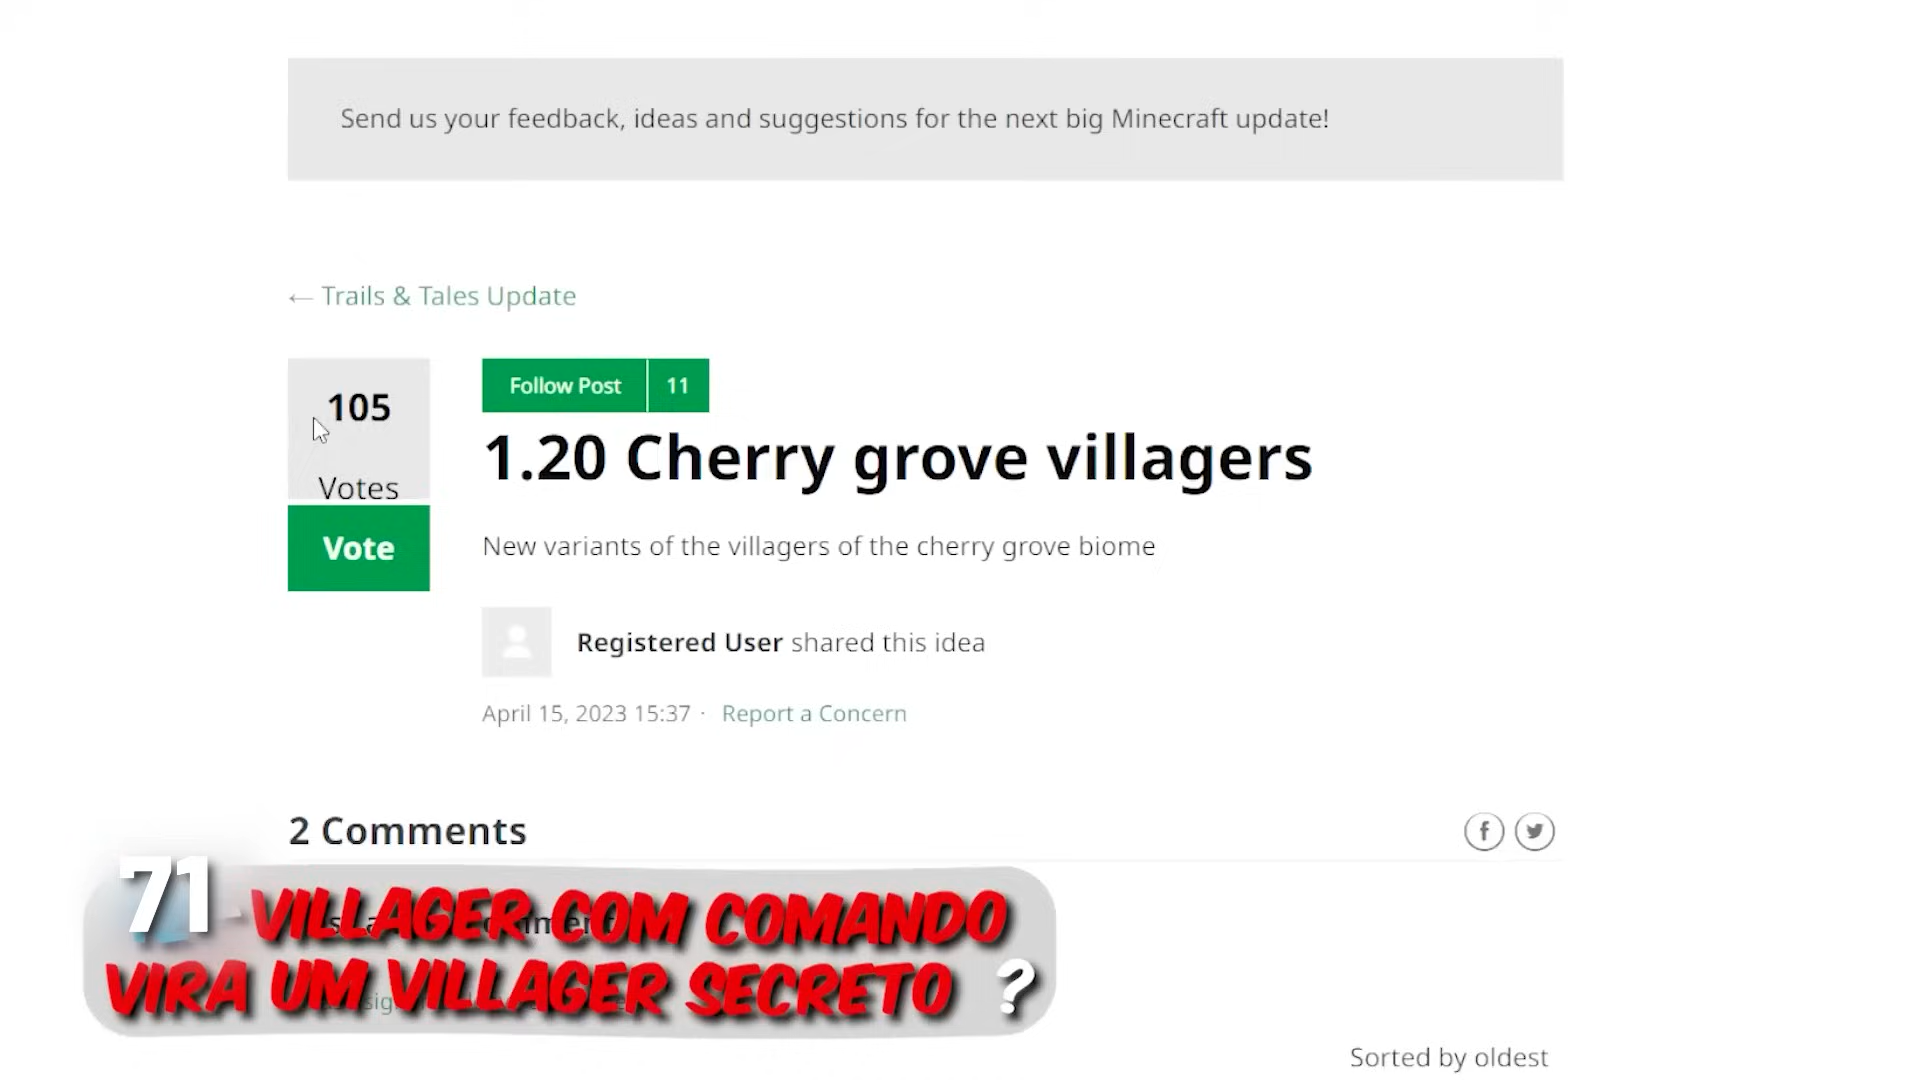 Send us your feedback, ideas and suggestions for the next big Minecraft update!
← Trails & Tales Update
105
Votes
Vote
Follow Post 11
1.20 Cherry grove villagers
New variants of the villagers of the cherry grove biome
Registered User shared this idea
April 15, 2023 15:37 · Report a Concern
2 Comments
71 - VILLAGER COM COMANDO
VIRA UM VILLAGER SECRETO ?
Sorted by oldest